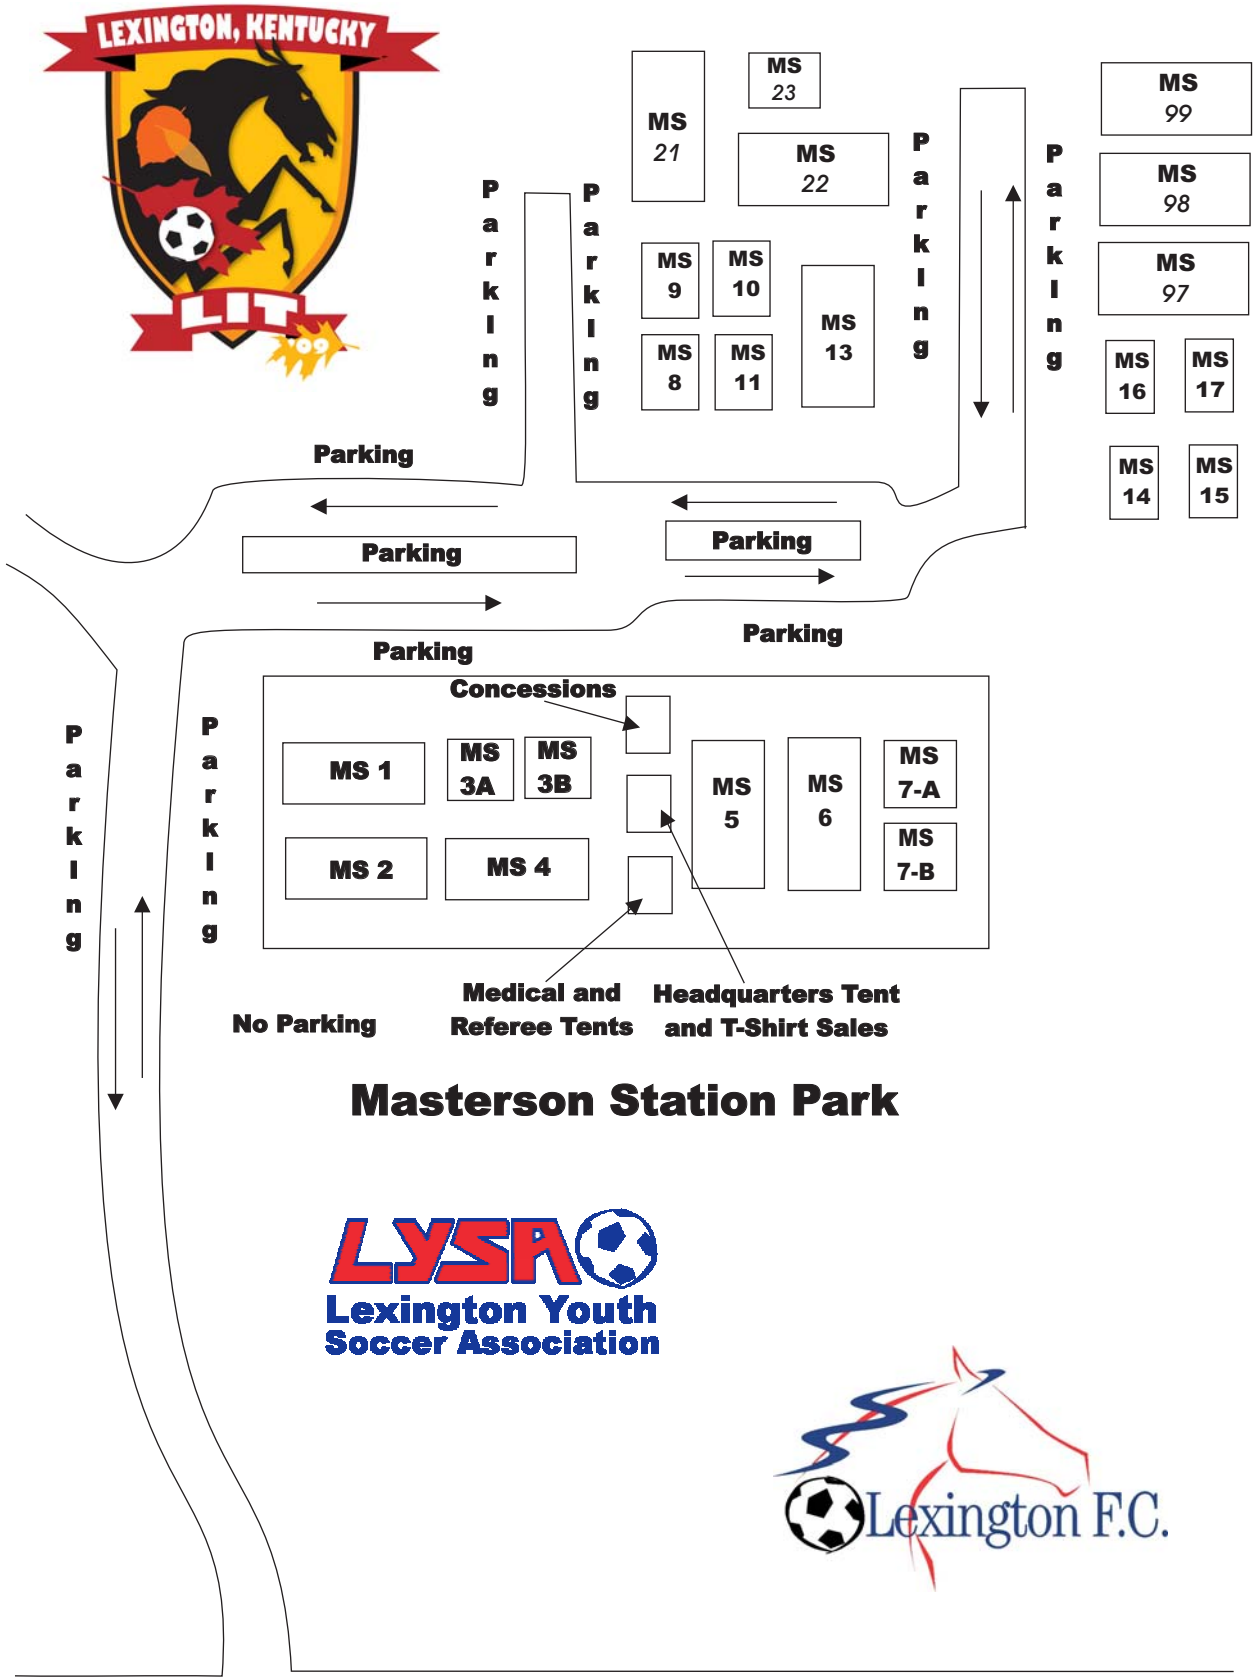 LEXINGTON, KENTUCKY
LIT
'09
MS
21
MS
23
MS
22
MS
99
MS
98
MS
97
Parking
Parking
Parking
Parking
MS
9
MS
10
MS
8
MS
11
MS
13
MS
16
MS
17
MS
14
MS
15
Parking
Parking
Parking
Parking
Parking
Parking
Parking
Concessions
MS 1
MS
3A
MS
3B
MS 2
MS 4
MS
5
MS
6
MS
7-A
MS
7-B
No Parking
Medical and
Referee Tents
Headquarters Tent
and T-Shirt Sales
Masterson Station Park
LYSA
Lexington Youth
Soccer Association
Lexington F.C.